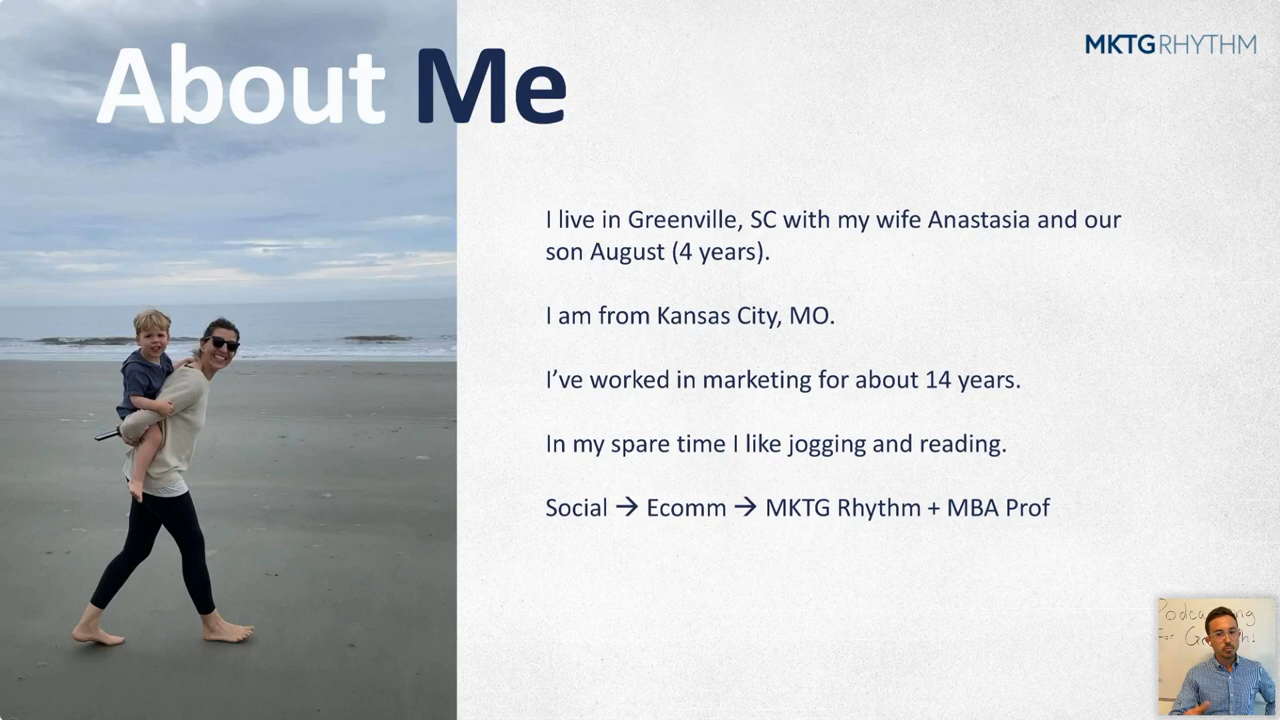 About Me
MKTGRHYTHM
I live in Greenville, SC with my wife Anastasia and our
son August (4 years).
I am from Kansas City, MO.
I’ve worked in marketing for about 14 years.
In my spare time I like jogging and reading.
Social → Ecomm → MKTG Rhythm + MBA Prof